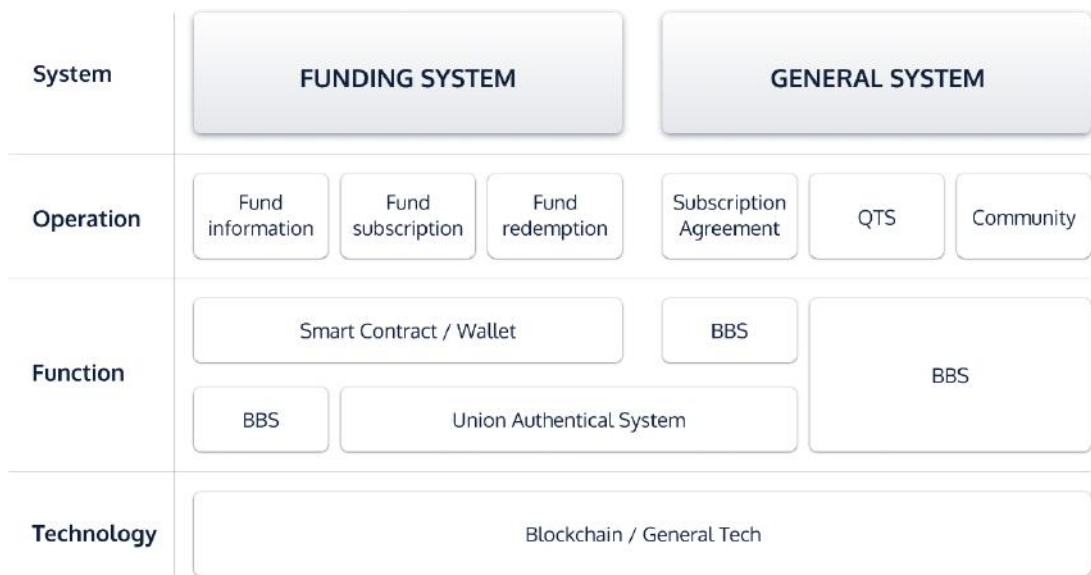 System
FUNDING SYSTEM
GENERAL SYSTEM
Operation
Fund
information
Fund
subscription
Fund
redemption
Subscription
Agreement
QTS
Community
Function
Smart Contract / Wallet
BBS
BBS
BBS
Union Authentical System
Technology
Blockchain / General Tech